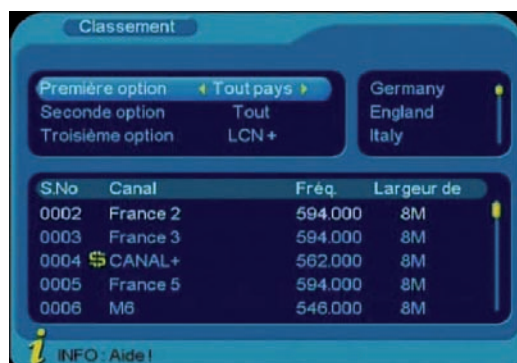 Classement
Première option Tout pays
Seconde option Tout
Troisième option LCN +
Germany
England
Italy
S.No Canal Fréq. Largeur de
0002 France 2 594.000 8M
0003 France 3 594.000 8M
0004 $ CANAL+ 562.000 8M
0005 France 5 594.000 8M
0006 M6 546.000 8M
i INFO : Aide !